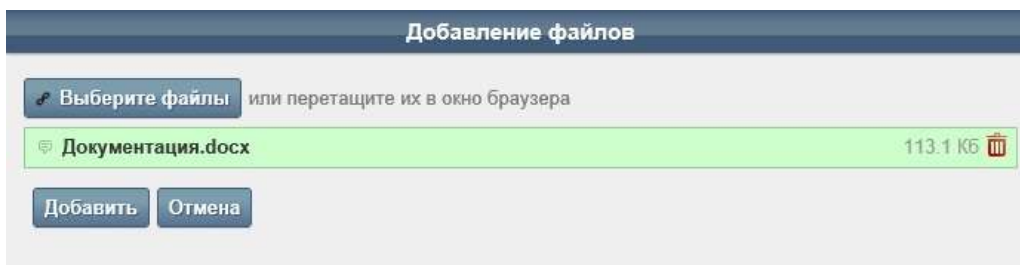 Добавление файлов
Выберите файлы или перетащите их в окно браузера
Документация.docx 113.1 Кб
Добавить Отмена